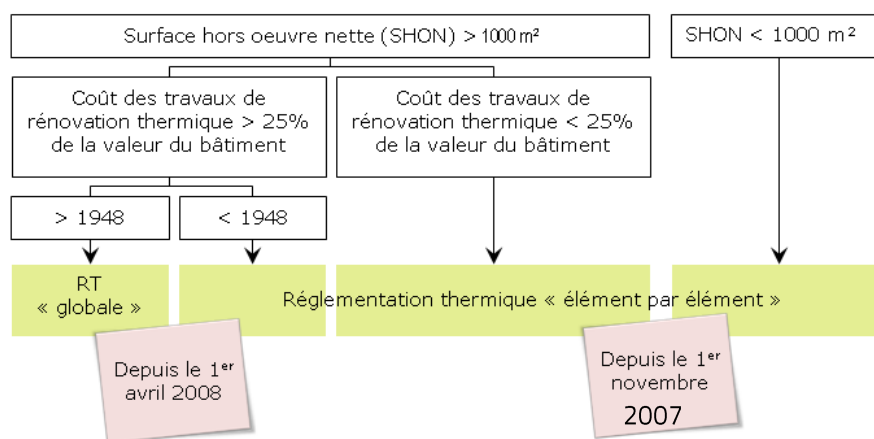 Surface hors oeuvre nette (SHON) > 1000 m²
SHON < 1000 m²
Coût des travaux de
rénovation thermique > 25%
de la valeur du bâtiment
Coût des travaux de
rénovation thermique < 25%
de la valeur du bâtiment
> 1948
< 1948
RT
« globale »
Réglementation thermique « élément par élément »
Depuis le 1er
avril 2008
Depuis le 1er
novembre
2007